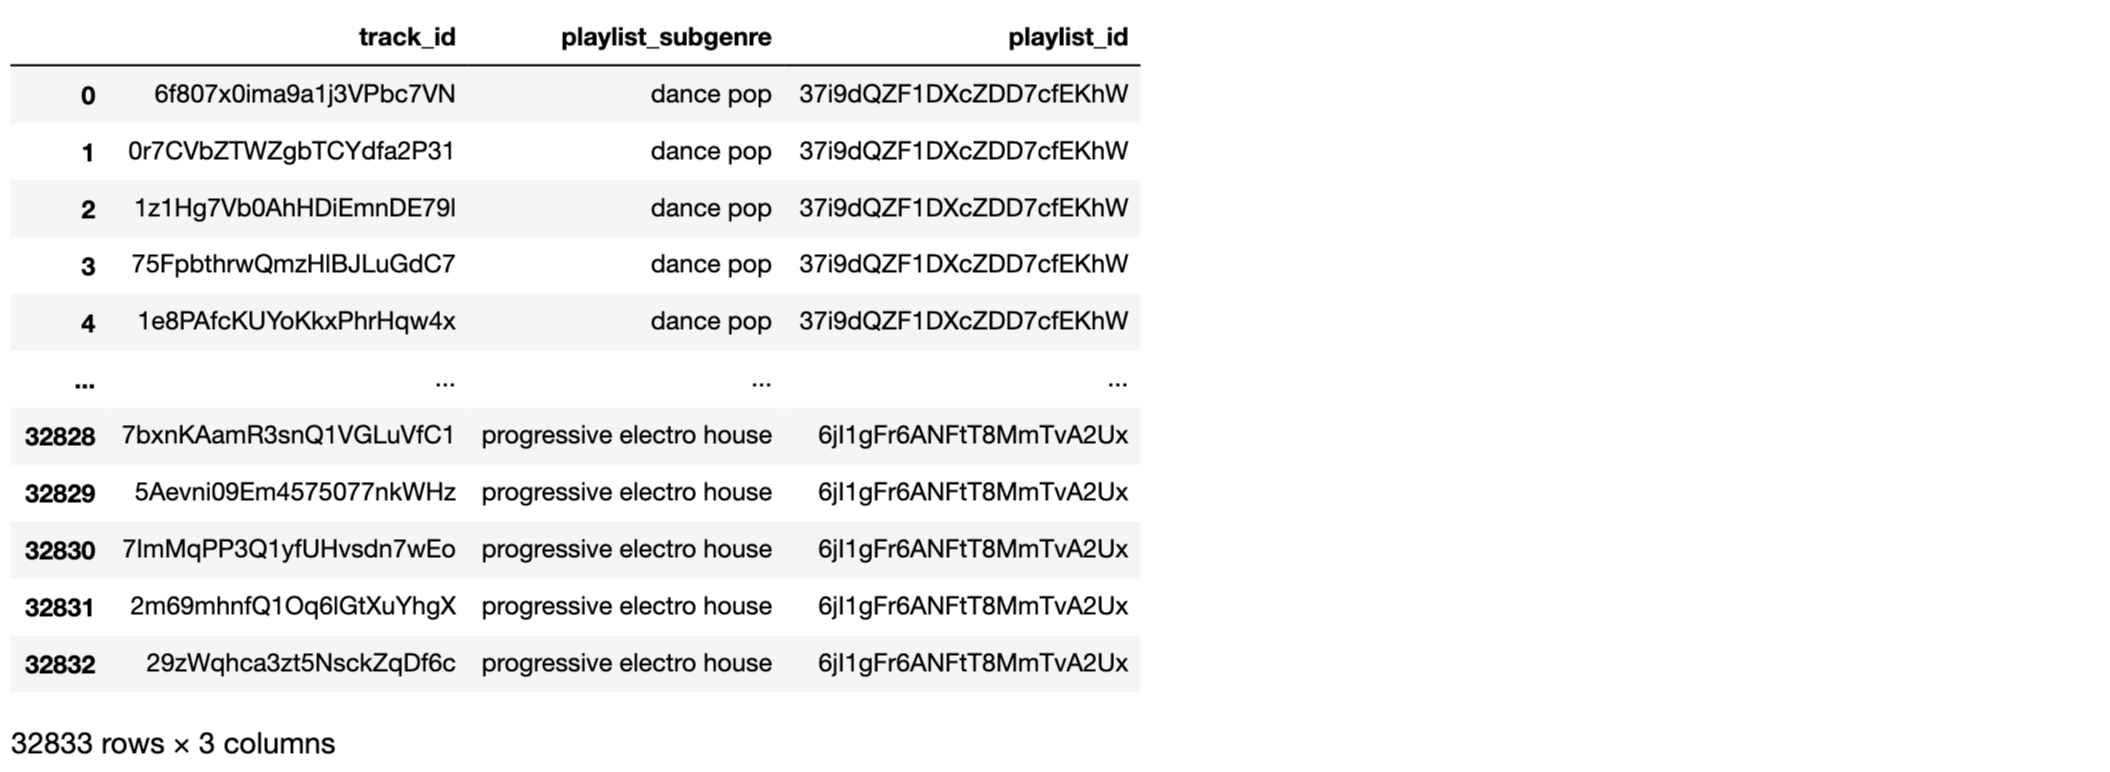 track_id playlist_subgenre playlist_id
0 6f807x0ima9a1j3VPbc7VN dance pop 37i9dQZF1DXcZDD7cfEKhW
1 0r7CVbZTWZgbTCYdfa2P31 dance pop 37i9dQZF1DXcZDD7cfEKhW
2 1z1Hg7Vb0AhHDiEmnDE79l dance pop 37i9dQZF1DXcZDD7cfEKhW
3 75FpbthrwQmzHlBJLuGdC7 dance pop 37i9dQZF1DXcZDD7cfEKhW
4 1e8PAfcKUYoKkxPhrHqw4x dance pop 37i9dQZF1DXcZDD7cfEKhW
... ... ... ...
32828 7bxnKAamR3snQ1VGLuVfC1 progressive electro house 6jI1gFr6ANFtT8MmTvA2Ux
32829 5Aevni09Em4575077nkWHz progressive electro house 6jI1gFr6ANFtT8MmTvA2Ux
32830 7ImMqPP3Q1yfUHvsdn7wEo progressive electro house 6jI1gFr6ANFtT8MmTvA2Ux
32831 2m69mhnfQ1Oq6lGtXuYhgX progressive electro house 6jI1gFr6ANFtT8MmTvA2Ux
32832 29zWqhca3zt5NsckZqDf6c progressive electro house 6jI1gFr6ANFtT8MmTvA2Ux
32833 rows × 3 columns